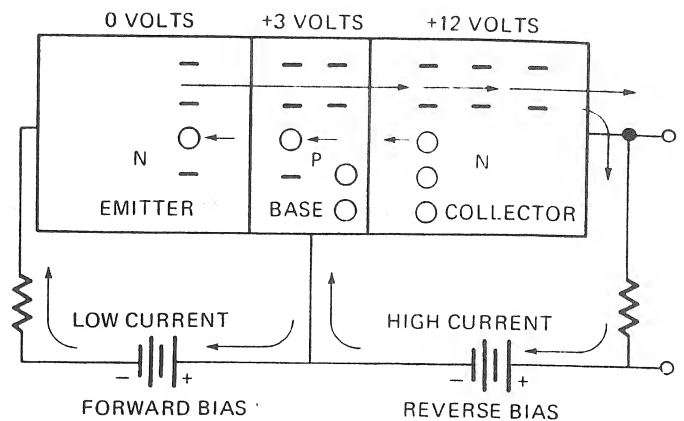 0 VOLTS +3 VOLTS +12 VOLTS
N P N
EMITTER BASE COLLECTOR
LOW CURRENT HIGH CURRENT
− + − +
FORWARD BIAS REVERSE BIAS